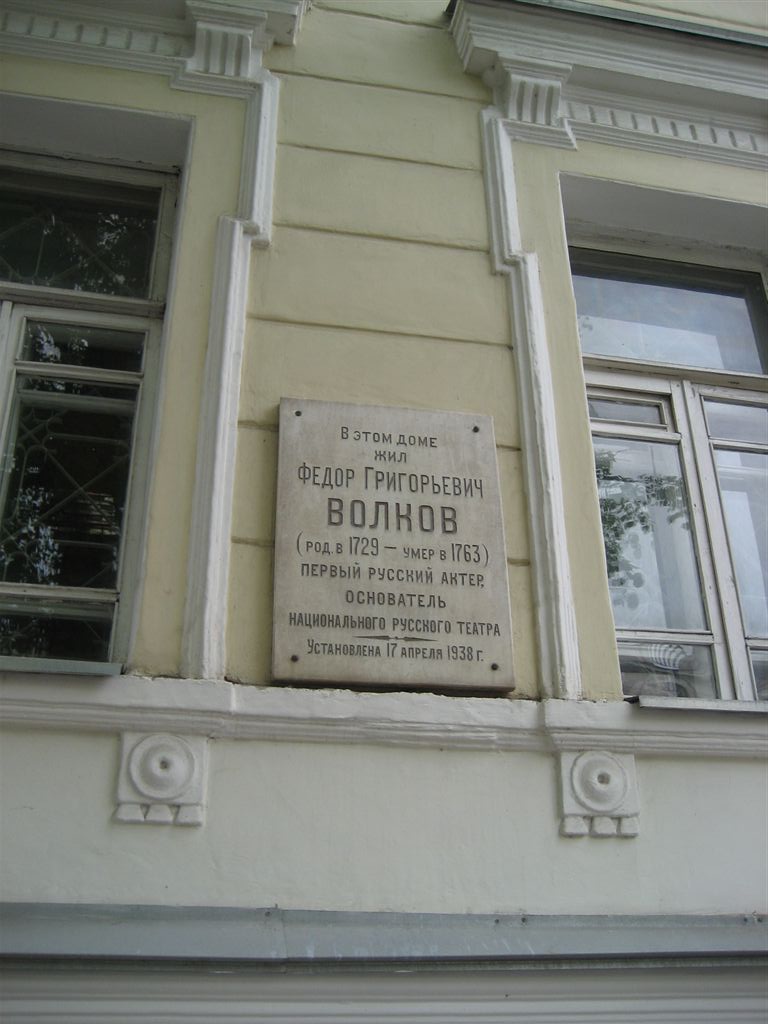 В ЭТОМ ДОМЕ
ЖИЛ
ФЕДОР ГРИГОРЬЕВИЧ
ВОЛКОВ
(РОД. В 1729 — УМЕР В 1763)
ПЕРВЫЙ РУССКИЙ АКТЕР,
ОСНОВАТЕЛЬ
НАЦИОНАЛЬНОГО РУССКОГО ТЕАТРА
УСТАНОВЛЕНА 17 АПРЕЛЯ 1938 Г.